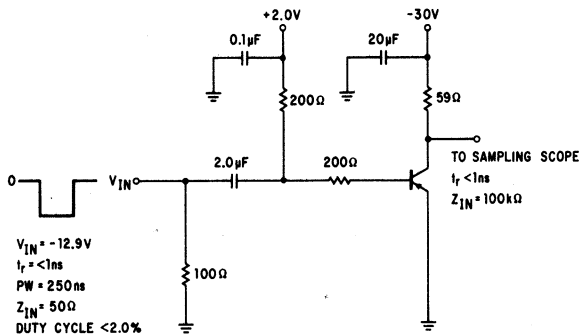 +2.0V
-30V
0.1µF
20µF
200Ω
59Ω
2.0µF
200Ω
TO SAMPLING SCOPE
tr <1ns
ZIN = 100kΩ
0
VIN
VIN = -12.9V
tr = <1ns
PW = 250ns
ZIN = 50Ω
DUTY CYCLE <2.0%
100Ω